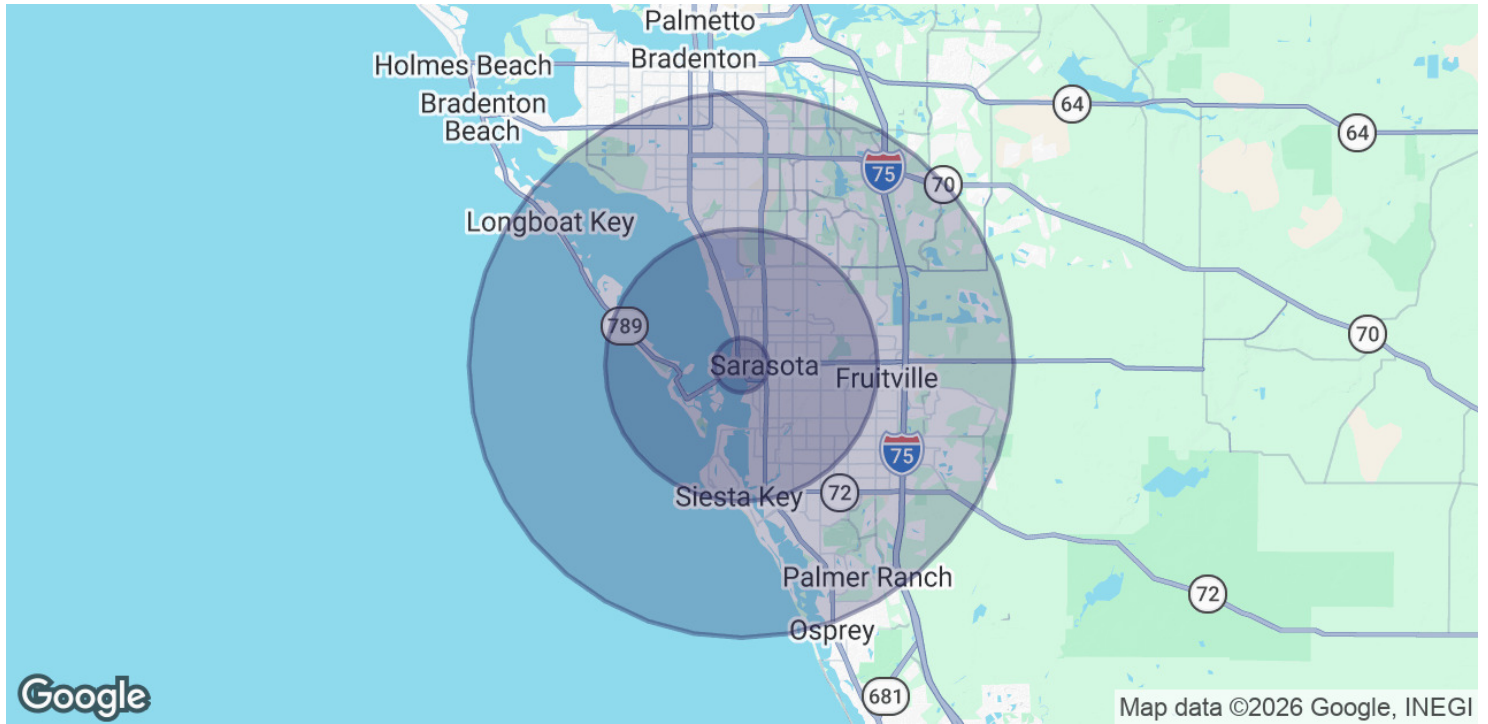 Palmetto
Bradenton
Holmes Beach
Bradenton
Beach
64
64
75
70
Longboat Key
789
70
Sarasota
Fruitville
75
Siesta Key
72
Palmer Ranch
72
Osprey
681
Google
Map data ©2026 Google, INEGI